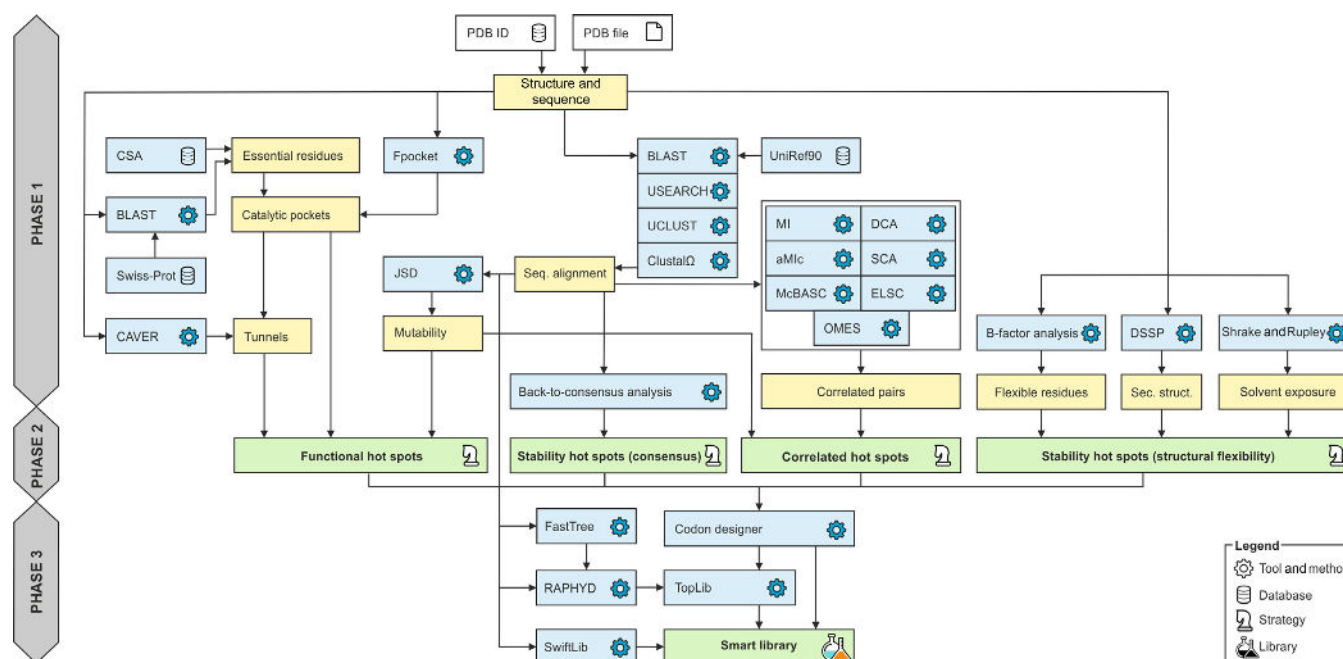 PHASE 1
PHASE 2
PHASE 3
PDB ID
PDB file
Structure and
sequence
CSA
Essential residues
Fpocket
BLAST
UniRef90
USEARCH
BLAST
Catalytic pockets
UCLUST
MI
DCA
Swiss-Prot
JSD
Seq. alignment
ClustalΩ
aMIc
SCA
McBASC
ELSC
OMES
CAVER
Tunnels
Mutability
B-factor analysis
DSSP
Shrake and Rupley
Back-to-consensus analysis
Correlated pairs
Flexible residues
Sec. struct.
Solvent exposure
Functional hot spots
Stability hot spots (consensus)
Correlated hot spots
Stability hot spots (structural flexibility)
FastTree
Codon designer
RAPHYD
TopLib
SwiftLib
Smart library
Legend
Tool and metho
Database
Strategy
Library